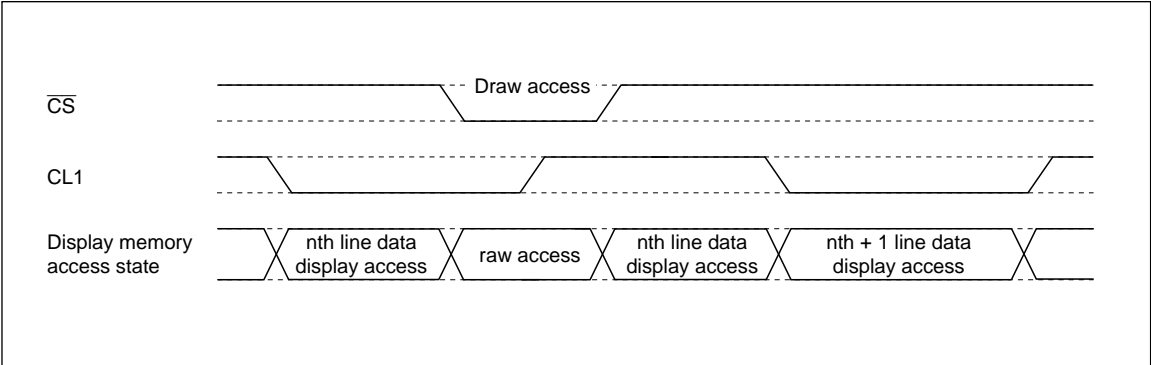 Draw access
C̅S̅
CL1
Display memory
access state
nth line data
display access
raw access
nth line data
display access
nth + 1 line data
display access